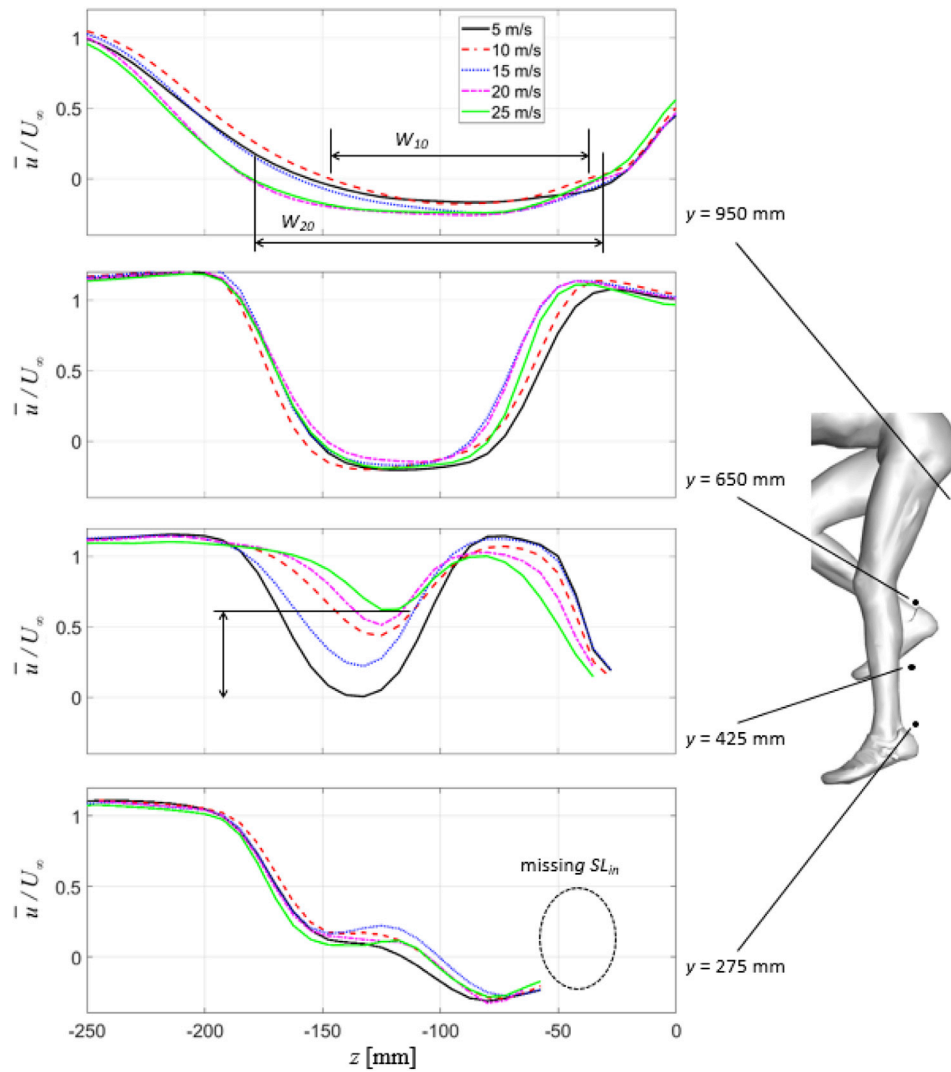 5 m/s
10 m/s
15 m/s
20 m/s
25 m/s
1
0.5
0
u̅ / U∞
W10
W20
y = 950 mm
1
0.5
0
u̅ / U∞
y = 650 mm
1
0.5
0
u̅ / U∞
y = 425 mm
1
0.5
0
u̅ / U∞
missing SLin
y = 275 mm
-250 -200 -150 -100 -50 0
z [mm]